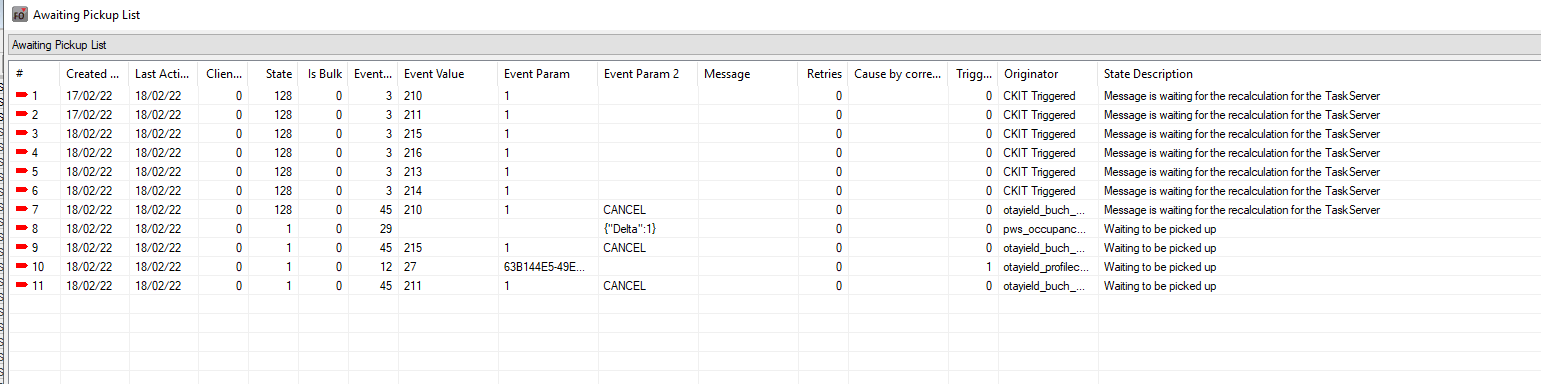 FO Awaiting Pickup List
Awaiting Pickup List
# Created ... Last Acti... Clien... State Is Bulk Event... Event Value Event Param Event Param 2 Message Retries Cause by corre... Trigg... Originator State Description
1 17/02/22 18/02/22 0 128 0 3 210 1 0 0 CKIT Triggered Message is waiting for the recalculation for the TaskServer
2 17/02/22 18/02/22 0 128 0 3 211 1 0 0 CKIT Triggered Message is waiting for the recalculation for the TaskServer
3 18/02/22 18/02/22 0 128 0 3 215 1 0 0 CKIT Triggered Message is waiting for the recalculation for the TaskServer
4 18/02/22 18/02/22 0 128 0 3 216 1 0 0 CKIT Triggered Message is waiting for the recalculation for the TaskServer
5 18/02/22 18/02/22 0 128 0 3 213 1 0 0 CKIT Triggered Message is waiting for the recalculation for the TaskServer
6 18/02/22 18/02/22 0 128 0 3 214 1 0 0 CKIT Triggered Message is waiting for the recalculation for the TaskServer
7 18/02/22 18/02/22 0 128 0 45 210 1 CANCEL 0 0 otayield_buch_... Message is waiting for the recalculation for the TaskServer
8 18/02/22 18/02/22 0 1 0 29 {"Delta":1} 0 0 pws_occupanc... Waiting to be picked up
9 18/02/22 18/02/22 0 1 0 45 215 1 CANCEL 0 0 otayield_buch_... Waiting to be picked up
10 18/02/22 18/02/22 0 1 0 12 27 63B144E5-49E... 0 1 otayield_profilec... Waiting to be picked up
11 18/02/22 18/02/22 0 1 0 45 211 1 CANCEL 0 0 otayield_buch_... Waiting to be picked up